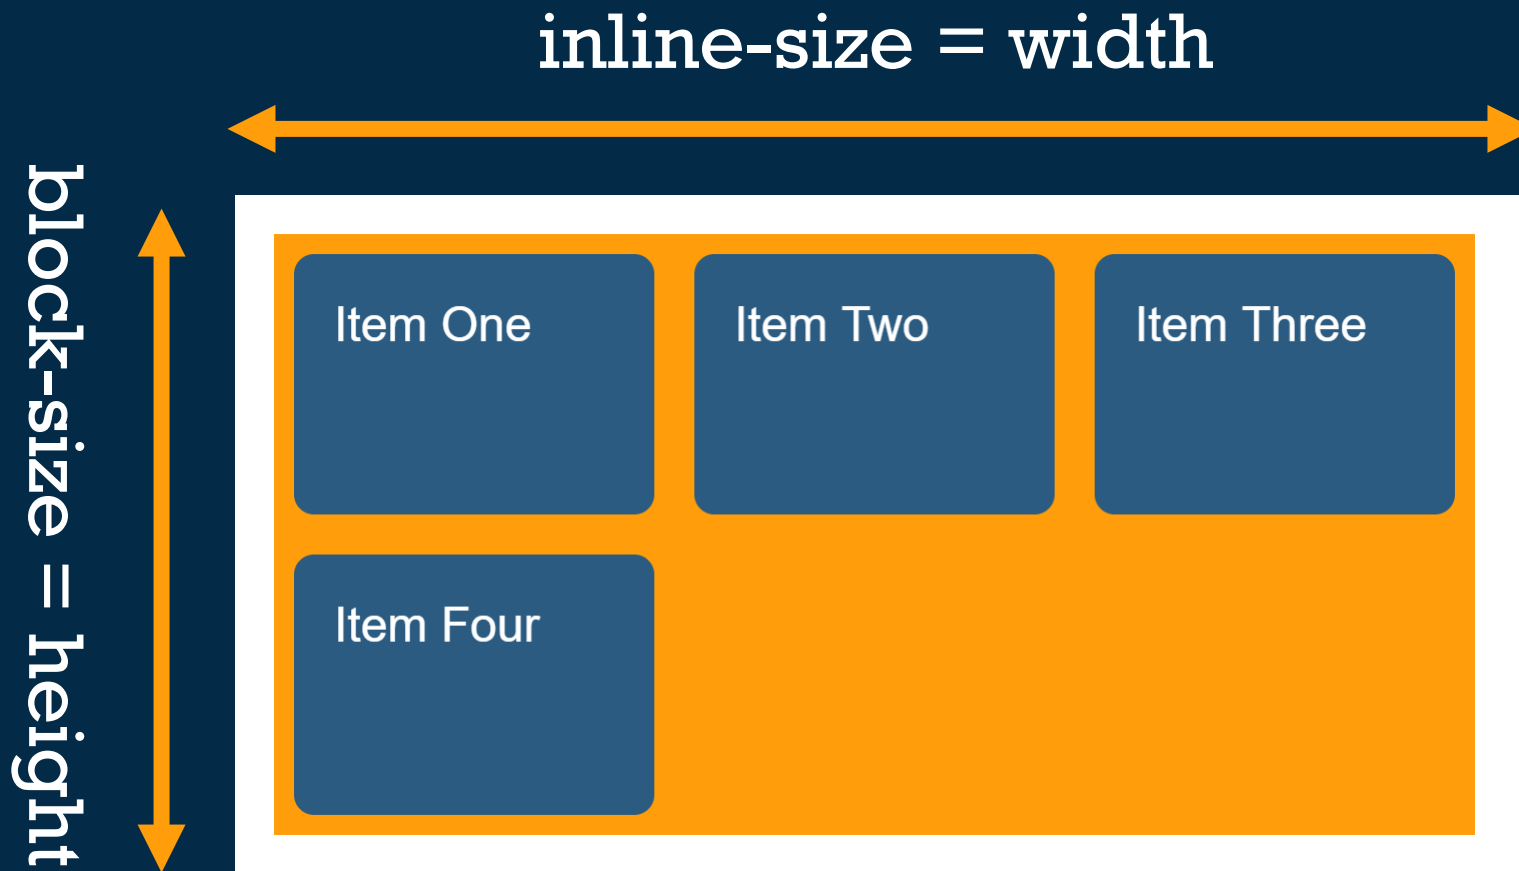 inline-size = width
block-size = height
Item One
Item Two
Item Three
Item Four